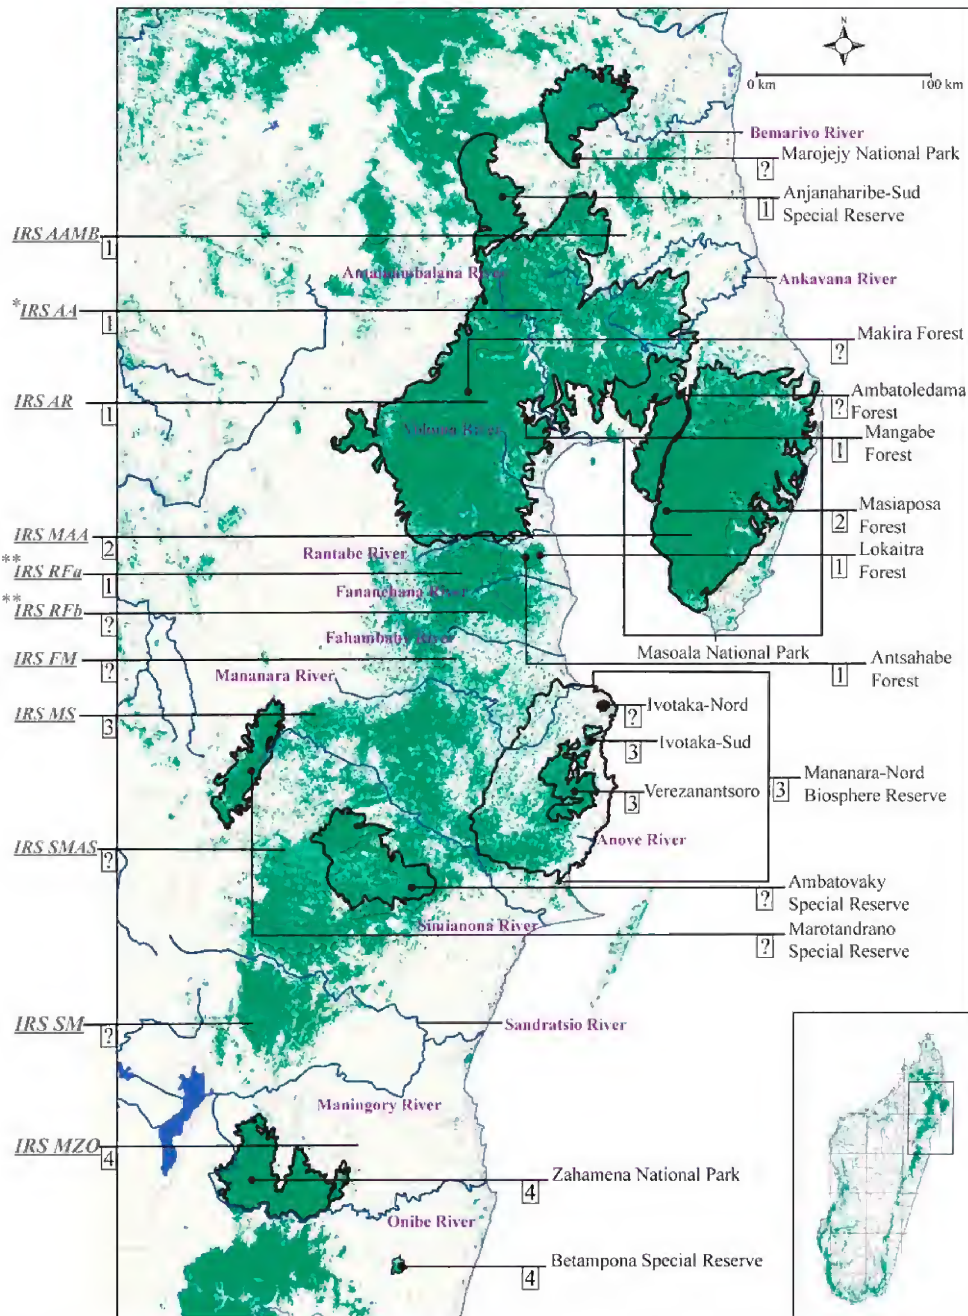 N
0 km
100 km
Bemarivo River
Marojejy National Park
?
Anjanaharibe-Sud
1
Special Reserve
IRS AAMB
1
Antainambalana River
Ankavana River
*IRS AA
1
Makira Forest
?
Ambatoledama
?
Forest
IRS AR
1
Mangabe
1
Forest
Masiaposa
2
Forest
IRS MAA
2
Rantabe River
Lokaitra
1
Forest
**
IRS RFa
1
Fananehana River
**
IRS RFb
?
Fahambahy River
Masoala National Park
IRS FM
?
Antsahabe
1
Forest
Mananara River
Ivotaka-Nord
?
IRS MS
3
Ivotaka-Sud
3
Mananara-Nord
3
Biosphere Reserve
Verezanantsoro
3
Anove River
IRS SMAS
?
Ambatovaky
?
Special Reserve
Simianona River
Marotandrano
?
Special Reserve
IRS SM
?
Sandratsio River
Maningory River
IRS MZO
4
Zahamena National Park
4
Onibe River
Betampona Special Reserve
4